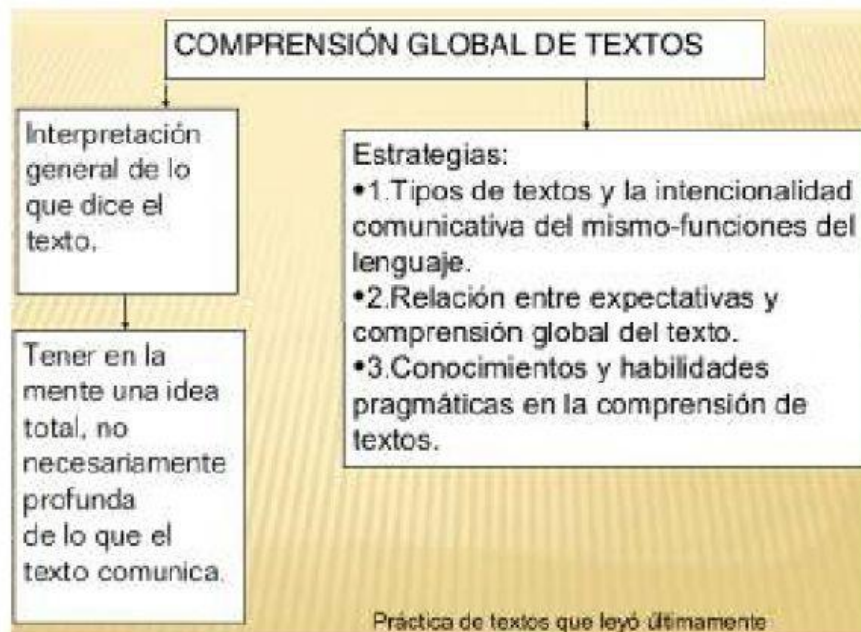 COMPRENSIÓN GLOBAL DE TEXTOS
Interpretación
general de lo
que dice el
texto.
Tener en la
mente una idea
total, no
necesariamente
profunda
de lo que el
texto comunica.
Estrategias:
•1.Tipos de textos y la intencionalidad
comunicativa del mismo-funciones del
lenguaje.
•2.Relación entre expectativas y
comprensión global del texto.
•3.Conocimientos y habilidades
pragmáticas en la comprensión de
textos.
Práctica de textos que leyó últimamente